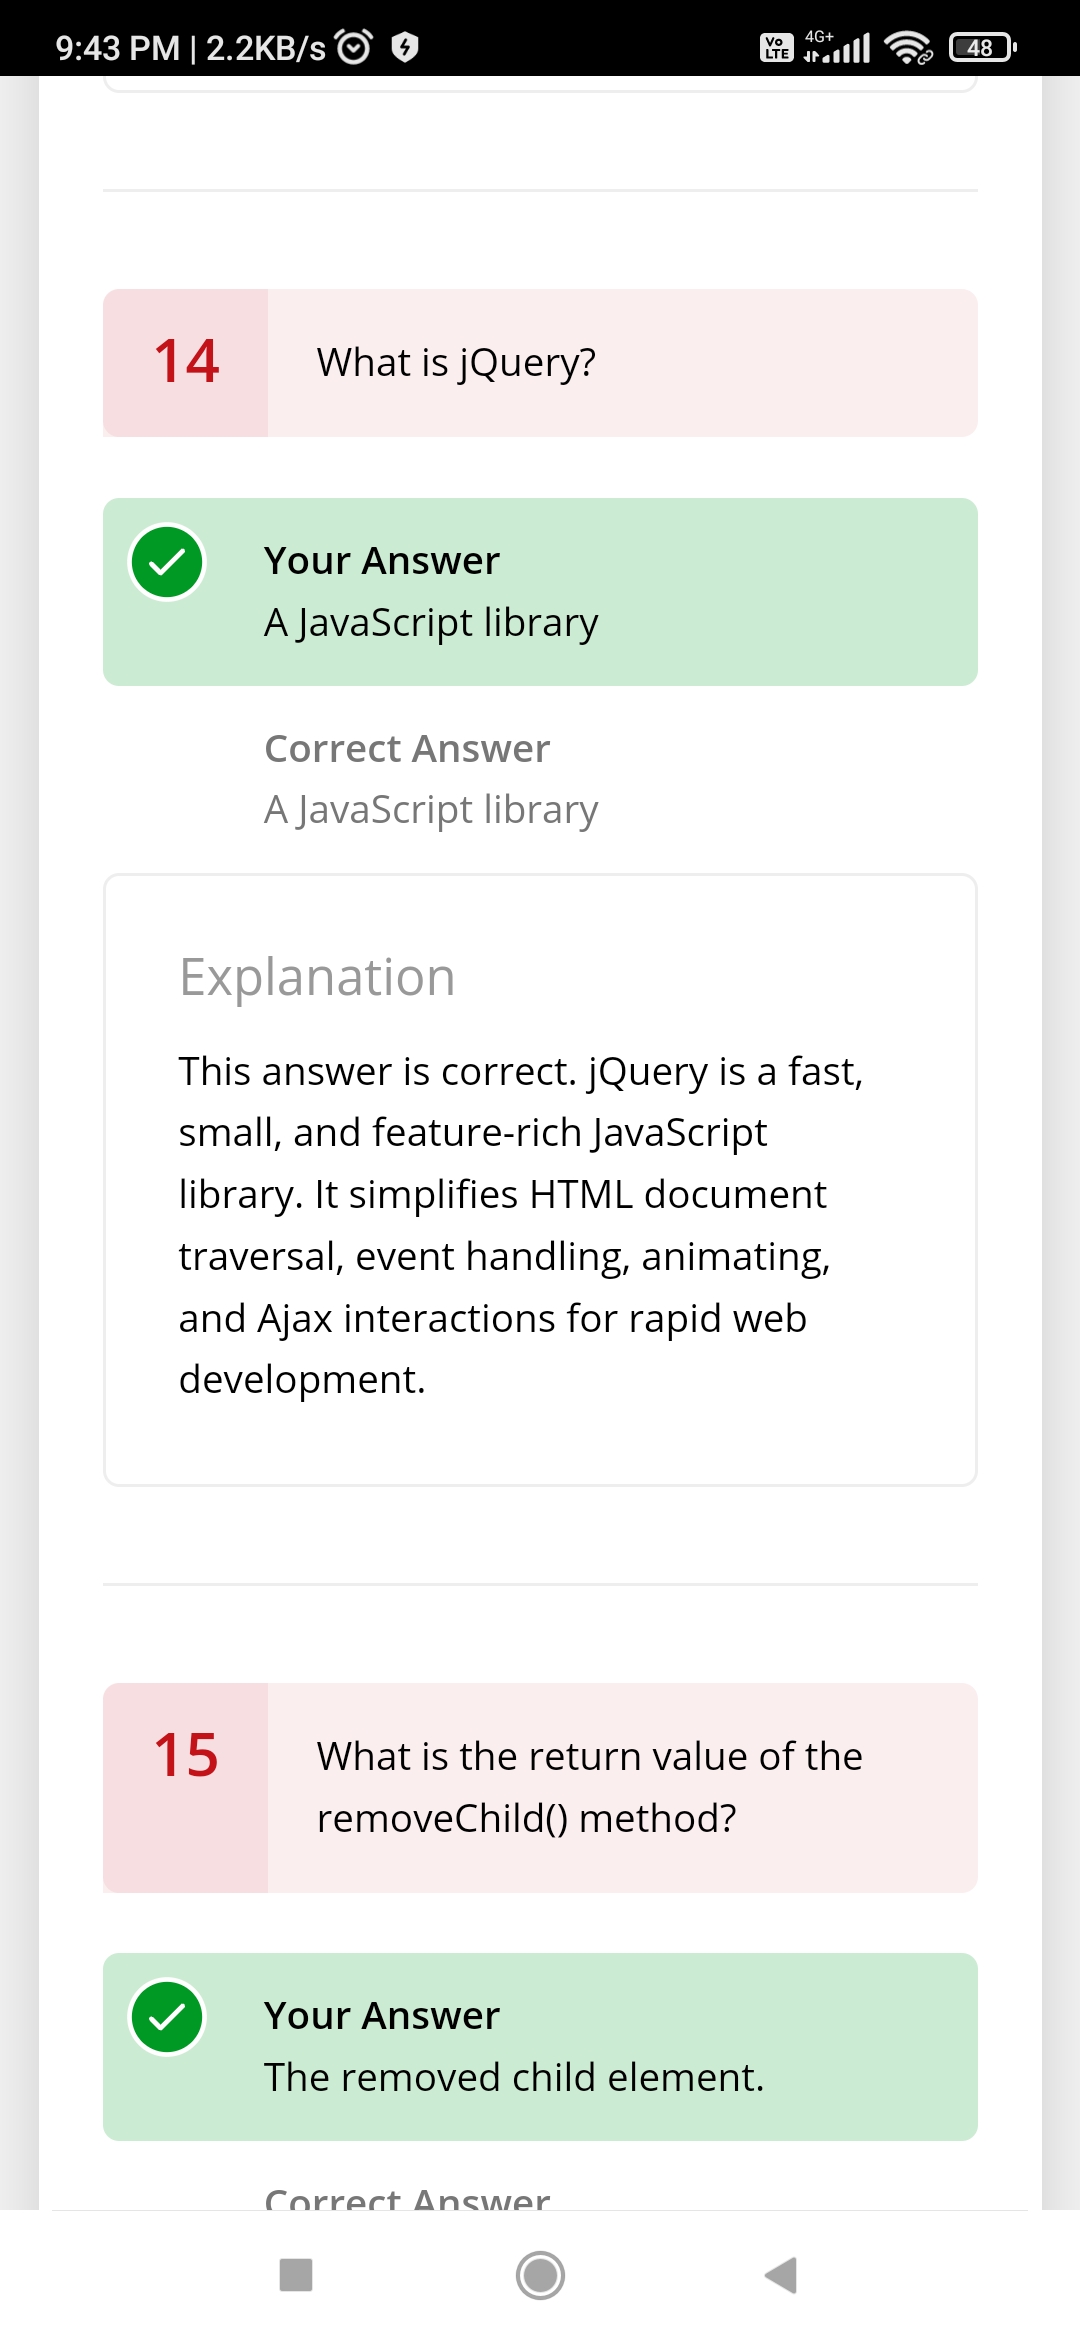 9:43 PM | 2.2KB/s
Vo LTE 4G+ 48
14 What is jQuery?
Your Answer
A JavaScript library
Correct Answer
A JavaScript library
Explanation
This answer is correct. jQuery is a fast,
small, and feature-rich JavaScript
library. It simplifies HTML document
traversal, event handling, animating,
and Ajax interactions for rapid web
development.
15 What is the return value of the
removeChild() method?
Your Answer
The removed child element.
Correct Answer